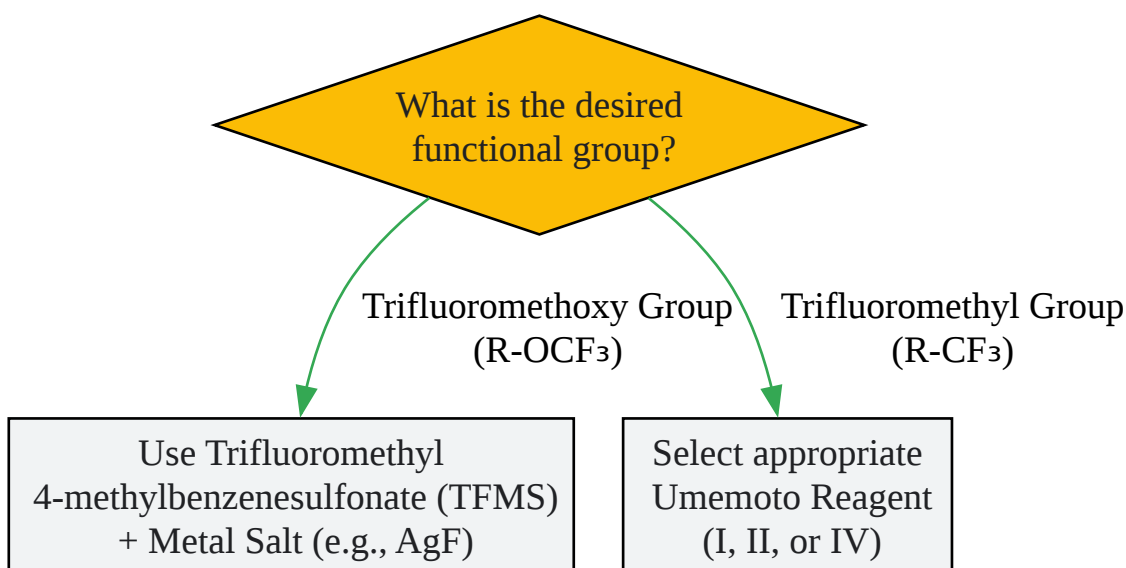 What is the desired
functional group?
Trifluoromethoxy Group
(R-OCF₃)
Trifluoromethyl Group
(R-CF₃)
Use Trifluoromethyl
4-methylbenzenesulfonate (TFMS)
+ Metal Salt (e.g., AgF)
Select appropriate
Umemoto Reagent
(I, II, or IV)